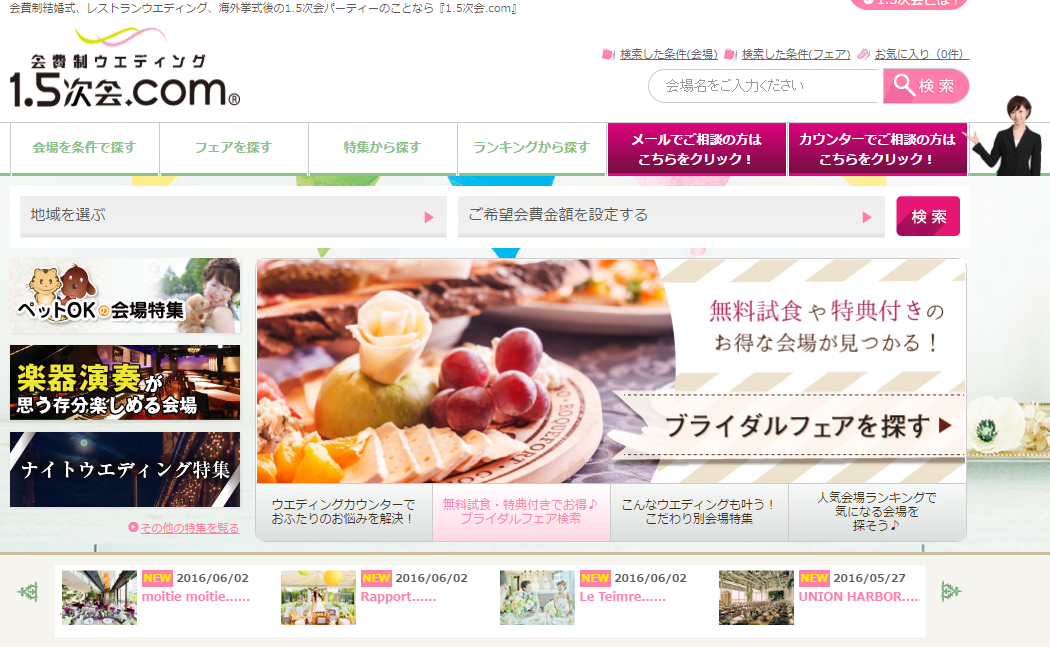 会費制結婚式、レストランウエディング、海外挙式後の1.5次会パーティーのことなら『1.5次会.com』
1.5次会とは！
会費制ウエディング
1.5次会.com®
検索した条件(会場) 検索した条件(フェア) お気に入り（0件）
会場名をご入力ください 検索
会場を条件で探す フェアを探す 特集から探す ランキングから探す
メールでご相談の方は
こちらをクリック！
カウンターでご相談の方は
こちらをクリック！
地域を選ぶ ご希望会費金額を設定する 検索
ペットOKの会場特集
楽器演奏が
思う存分楽しめる会場
ナイトウエディング特集
その他の特集を見る
無料試食や特典付きの
お得な会場が見つかる！
ブライダルフェアを探す
ウエディングカウンターで
おふたりのお悩みを解決！
無料試食・特典付きでお得♪
ブライダルフェア検索
こんなウエディングも叶う！
こだわり別会場特集
人気会場ランキングで
気になる会場を
探そう♪
NEW 2016/06/02
moitie moitie......
NEW 2016/06/02
Rapport......
NEW 2016/06/02
Le Teimre......
NEW 2016/05/27
UNION HARBOR.....